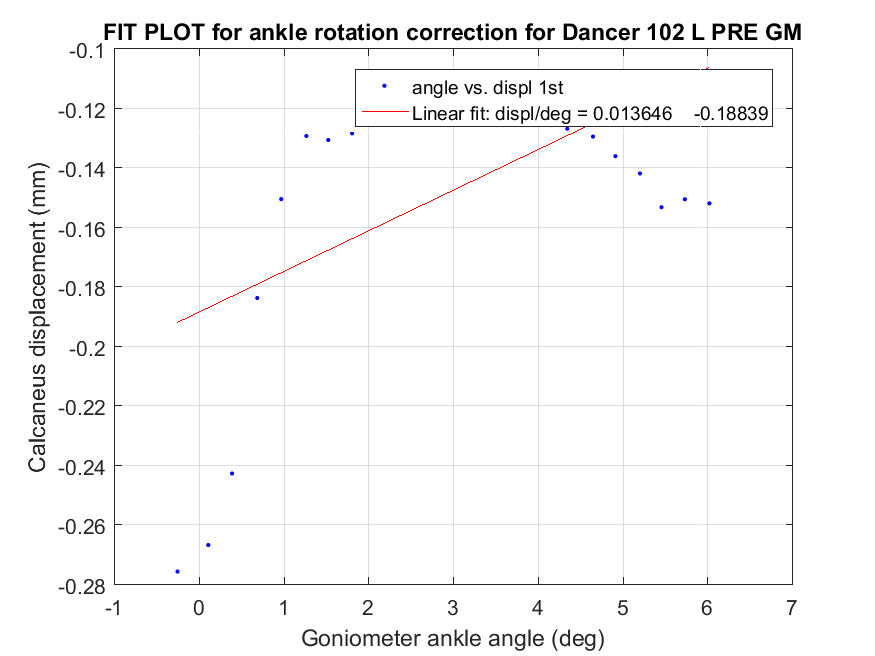 FIT PLOT for ankle rotation correction for Dancer 102 L PRE GM
-0.1
angle vs. displ 1st
Linear fit: displ/deg = 0.013646 -0.18839
-0.12
-0.14
-0.16
-0.18
-0.2
-0.22
-0.24
-0.26
-0.28
Calcaneus displacement (mm)
-1 0 1 2 3 4 5 6 7
Goniometer ankle angle (deg)